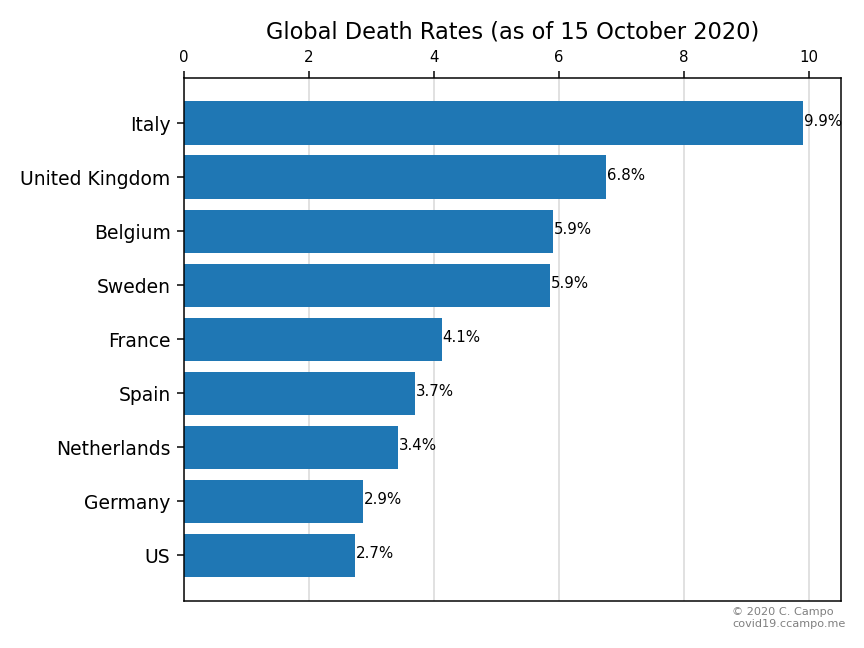 Global Death Rates (as of 15 October 2020)
0 2 4 6 8 10
Italy 9.9%
United Kingdom 6.8%
Belgium 5.9%
Sweden 5.9%
France 4.1%
Spain 3.7%
Netherlands 3.4%
Germany 2.9%
US 2.7%
© 2020 C. Campo
covid19.ccampo.me